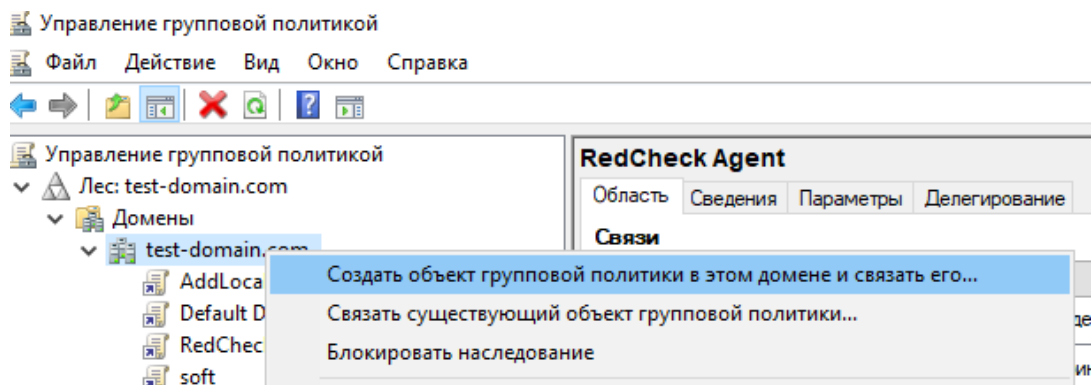 Управление групповой политикой
Файл Действие Вид Окно Справка
Управление групповой политикой
Лес: test-domain.com
Домены
test-domain.com
AddLoca
Default D
RedChec
soft
RedCheck Agent
Область Сведения Параметры Делегирование
Связи
Создать объект групповой политики в этом домене и связать его...
Связать существующий объект групповой политики...
Блокировать наследование